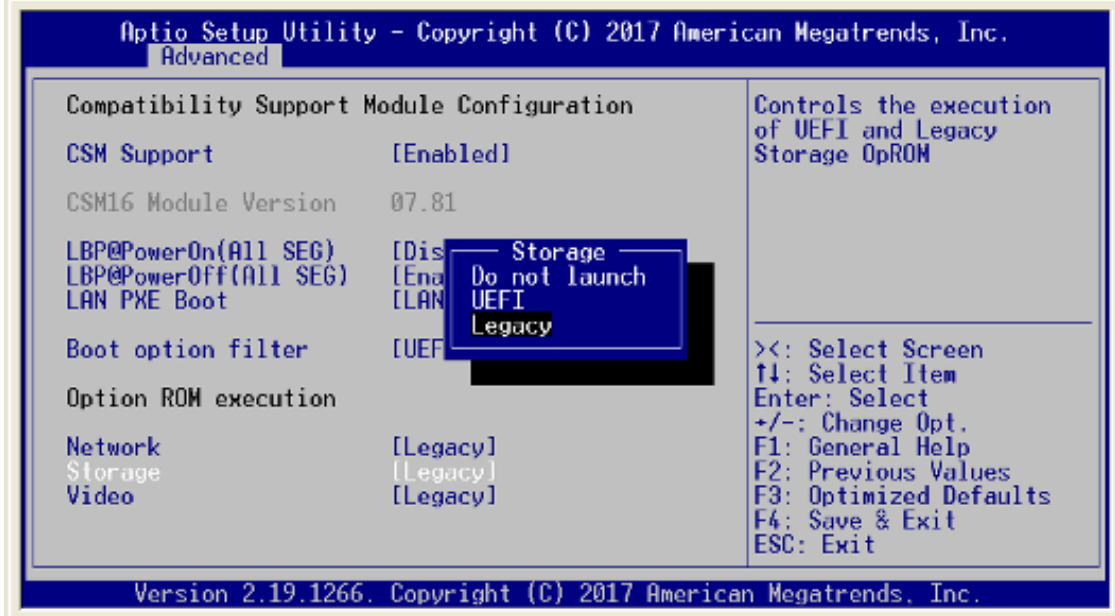 Aptio Setup Utility - Copyright (C) 2017 American Megatrends, Inc.
Advanced
Compatibility Support Module Configuration
CSM Support [Enabled]
CSM16 Module Version 07.81
LBP@PowerOn(All SEG) [Dis
LBP@PowerOff(All SEG) [Ena
LAN PXE Boot [LAN
Boot option filter [UEF
Option ROM execution
Network [Legacy]
Storage [Legacy]
Video [Legacy]
Storage
Do not launch
UEFI
Legacy
Controls the execution
of UEFI and Legacy
Storage OpROM
><: Select Screen
↑↓: Select Item
Enter: Select
+/-: Change Opt.
F1: General Help
F2: Previous Values
F3: Optimized Defaults
F4: Save & Exit
ESC: Exit
Version 2.19.1266. Copyright (C) 2017 American Megatrends, Inc.